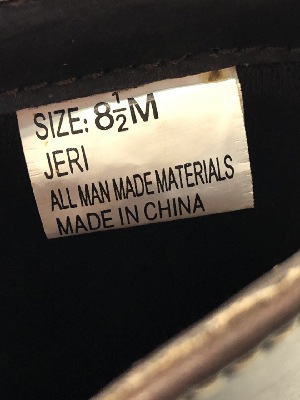 SIZE: 8½M
JERI
ALL MAN MADE MATERIALS
MADE IN CHINA